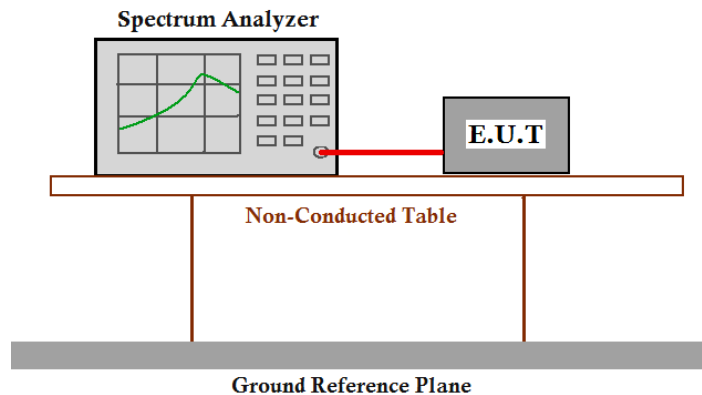 Spectrum Analyzer
E.U.T
Non-Conducted Table
Ground Reference Plane